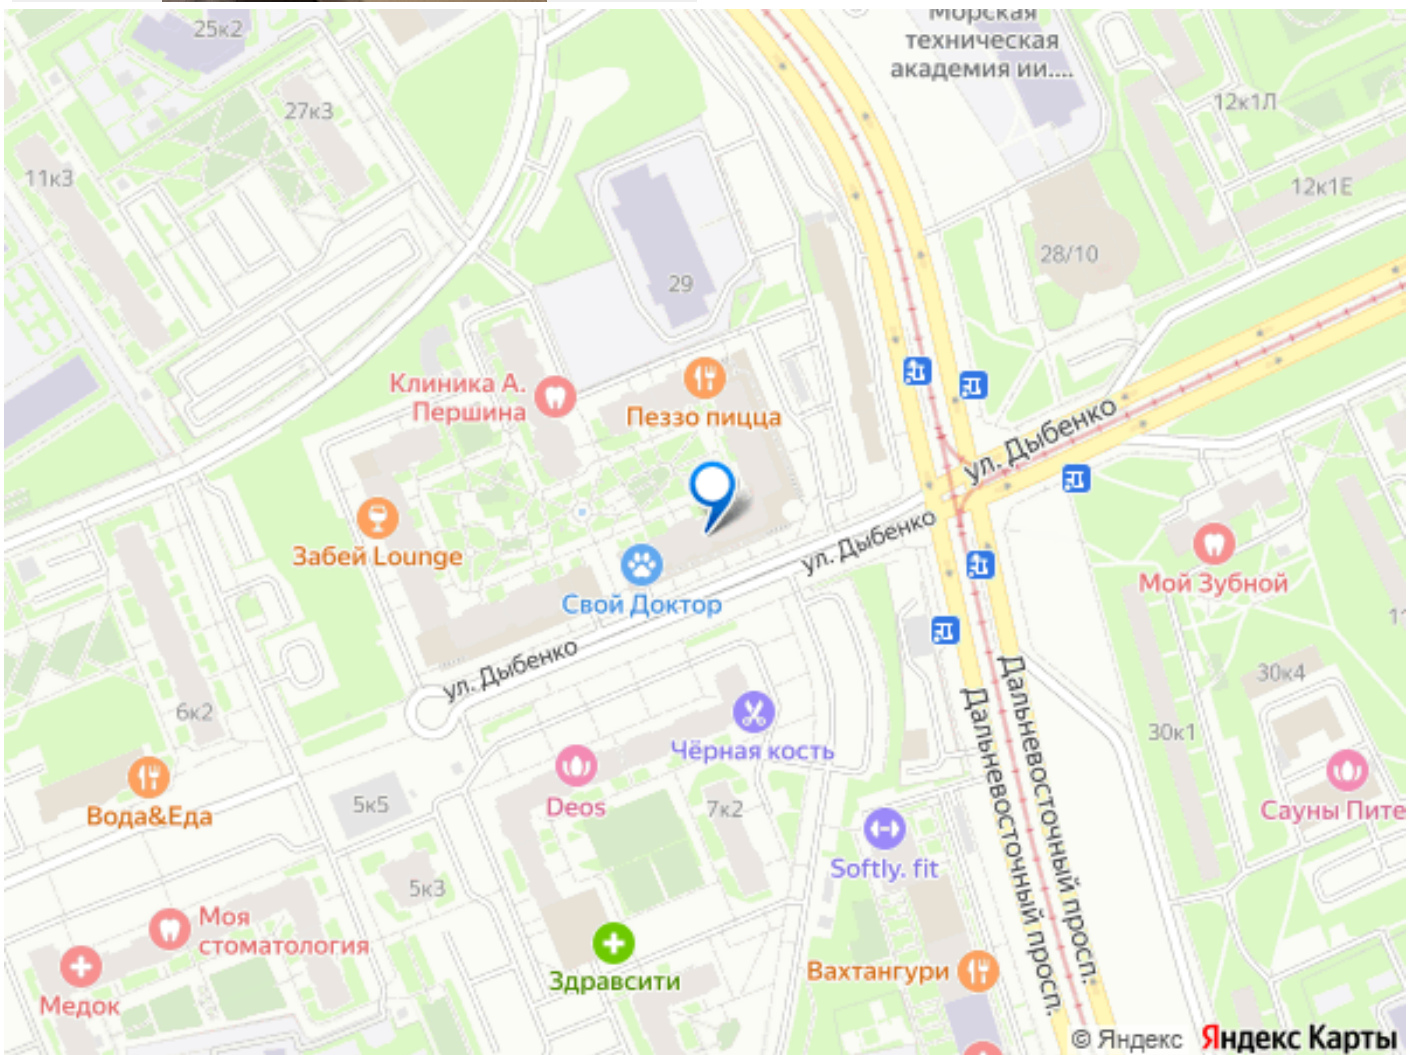 25к2
Морская
техническая
академия ии....
27к3
12к1Л
11к3
12к1Е
28/10
29
Клиника А.
Першина
Пеззо пицца
ул. Дыбенко
Забей Lounge
ул. Дыбенко
Свой Доктор
Мой Зубной
ул. Дыбенко
6к2
30к4
30к1
Чёрная кость
Дальневосточный просп.
Дальневосточный просп.
Вода&Еда
5к5
Deos
7к2
Сауны Пите
Softly. fit
5к3
Моя
стоматология
Медок
Здравсити
Вахтангури
© Яндекс Яндекс Карты